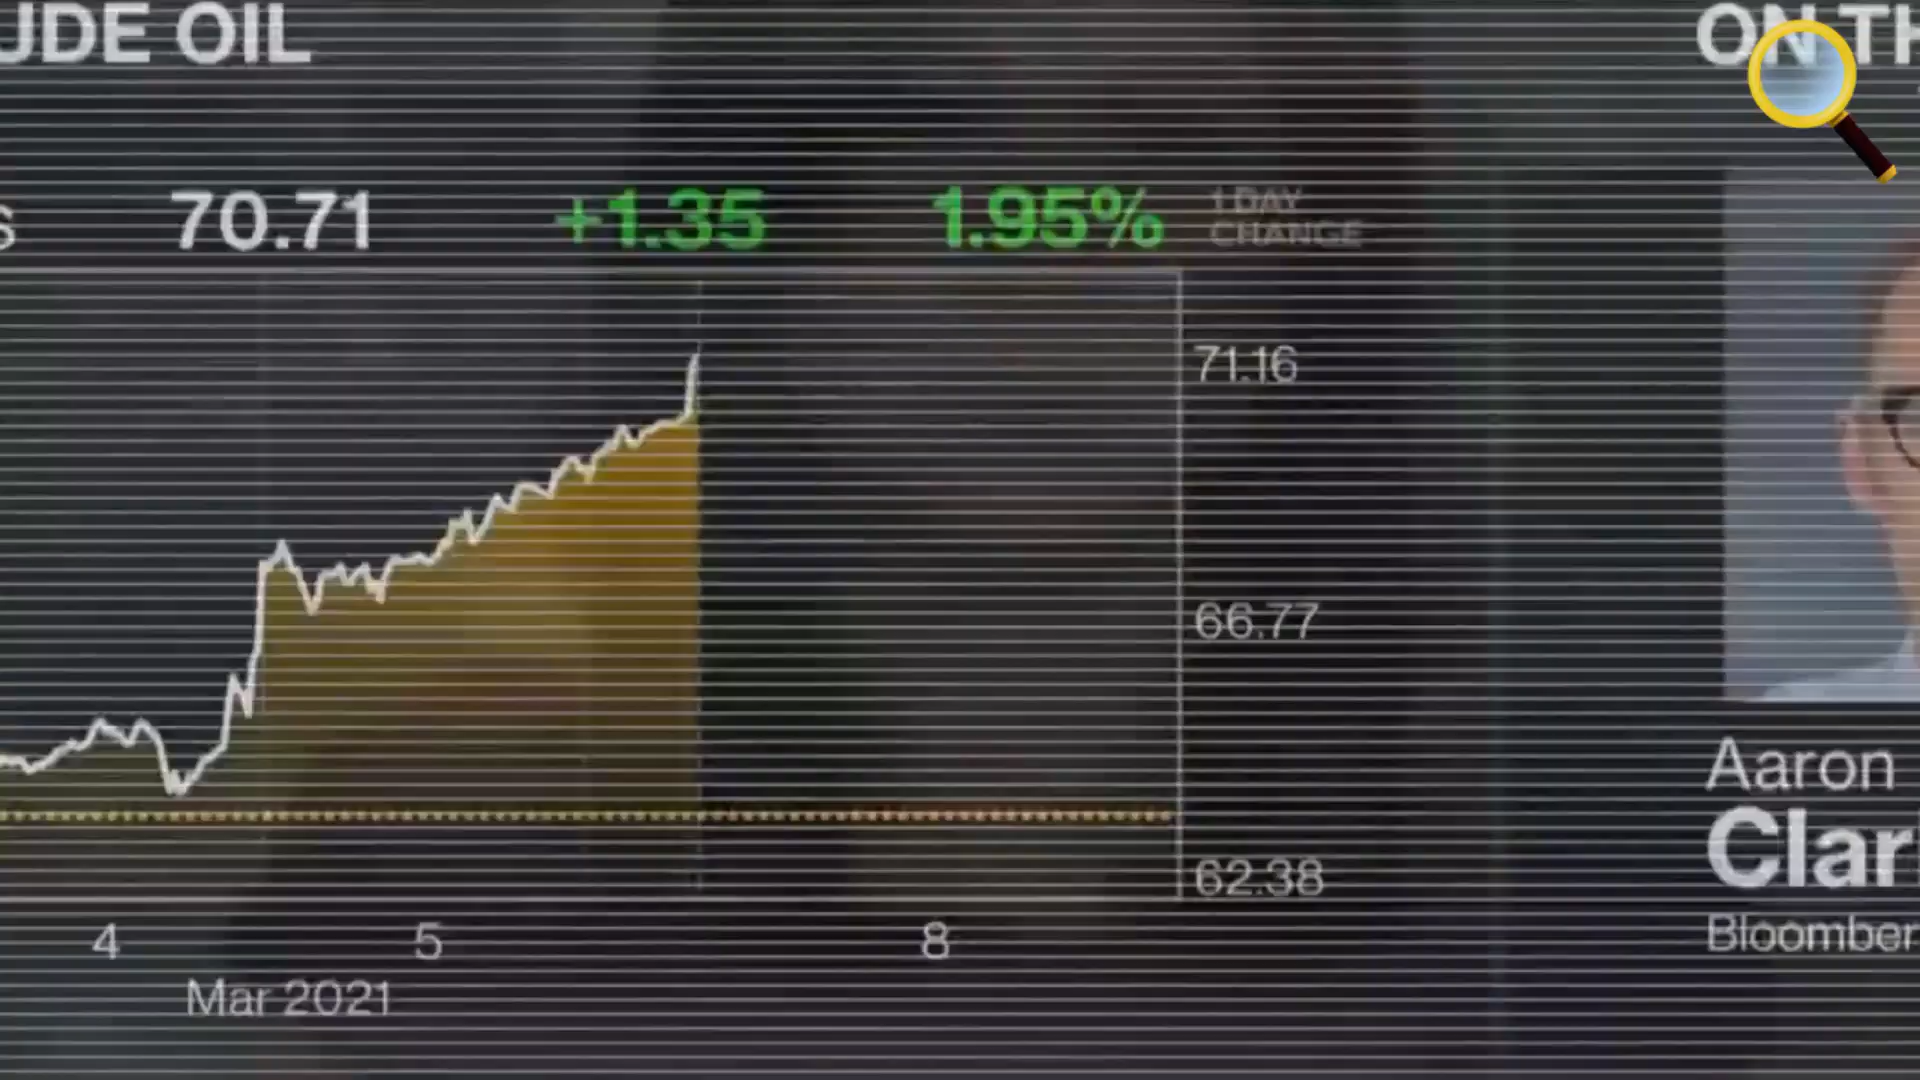 UDE OIL
ON TH
S 70.71 +1.35 1.95% 1 DAY CHANGE
71.16
66.77
62.38
4 5 8
Mar 2021
Aaron
Clar
Bloomber